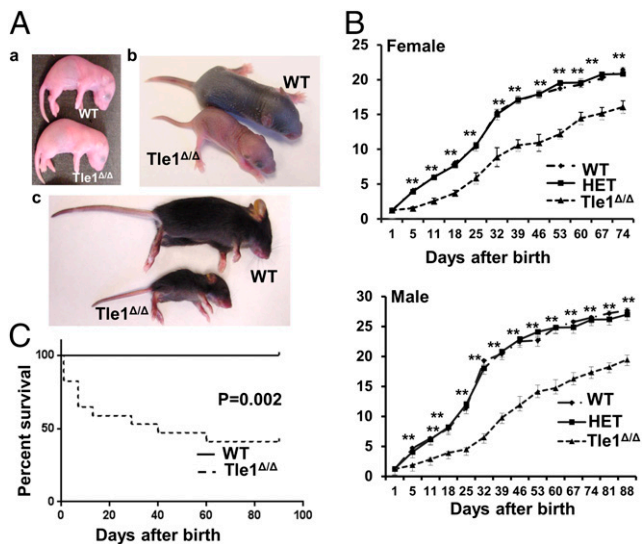 A
a
WT
Tle1Δ/Δ
b
WT
Tle1Δ/Δ
c
WT
Tle1Δ/Δ
B
Female
25
20
15
10
5
0
** ** ** ** ** ** ** ** ** ** **
WT
HET
Tle1Δ/Δ
1 5 11 18 25 32 39 46 53 60 67 74
Days after birth
Male
30
25
20
15
10
5
0
** ** ** ** ** ** ** ** ** ** ** ** **
WT
HET
Tle1Δ/Δ
1 5 11 18 25 32 39 46 53 60 67 74 81 88
Days after birth
C
Percent survival
100
50
0
P=0.002
WT
Tle1Δ/Δ
0 20 40 60 80 100
Days after birth